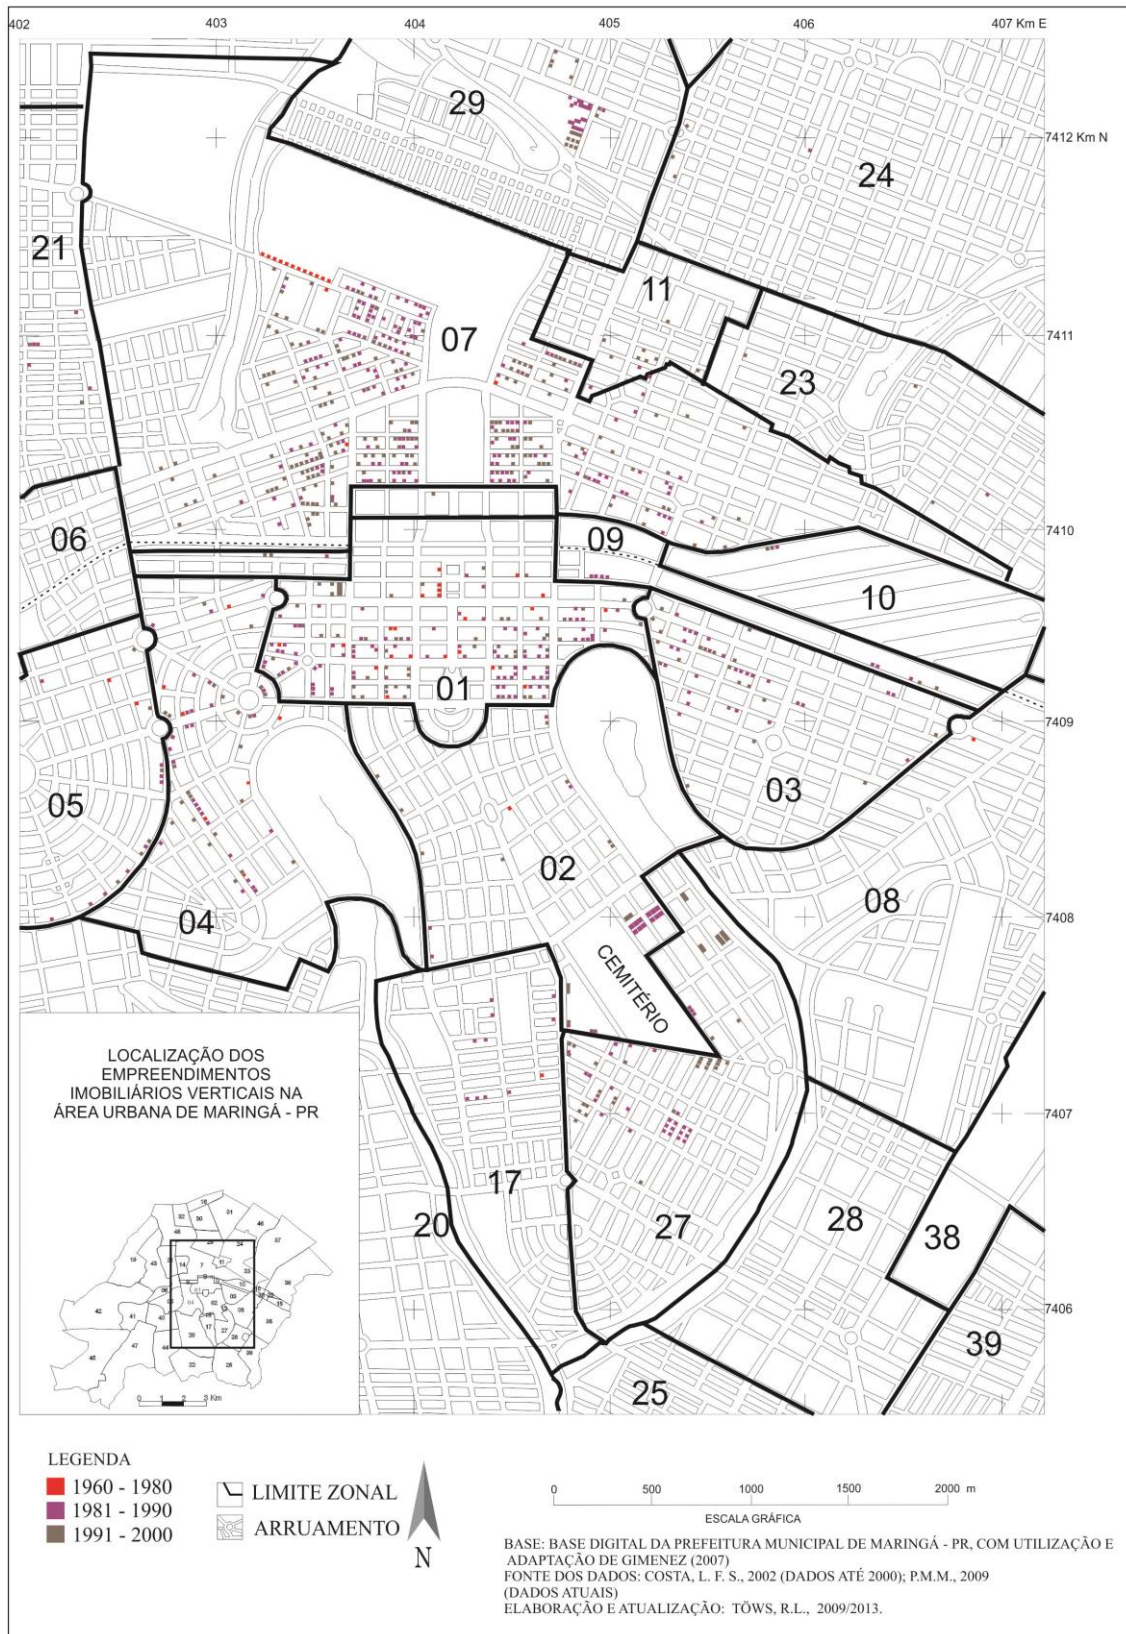 402 403 404 405 406 407 Km E
29
7412 Km N
24
21
11
07
7411
23
7410
06
09
10
01
7409
03
05
02
08
04
7408
CEMITÉRIO
LOCALIZAÇÃO DOS
EMPREENDIMENTOS
IMOBILIÁRIOS VERTICAIS NA
ÁREA URBANA DE MARINGÁ - PR
7407
17
20
27
28
38
7406
39
25
0 1 2 3 Km
LEGENDA
1960 - 1980
1981 - 1990
1991 - 2000
LIMITE ZONAL
ARRUAMENTO
N
0 500 1000 1500 2000 m
ESCALA GRÁFICA
BASE: BASE DIGITAL DA PREFEITURA MUNICIPAL DE MARINGÁ - PR, COM UTILIZAÇÃO E
ADAPTAÇÃO DE GIMENEZ (2007)
FONTE DOS DADOS: COSTA, L. F. S., 2002 (DADOS ATÉ 2000); P.M.M., 2009
(DADOS ATUAIS)
ELABORAÇÃO E ATUALIZAÇÃO: TÖWS, R.L., 2009/2013.